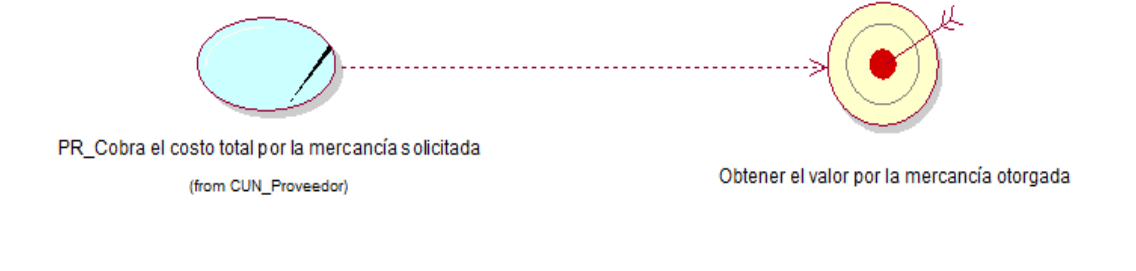 PR_Cobra el costo total por la mercancía solicitada
(from CUN_Proveedor)
Obtener el valor por la mercancía otorgada